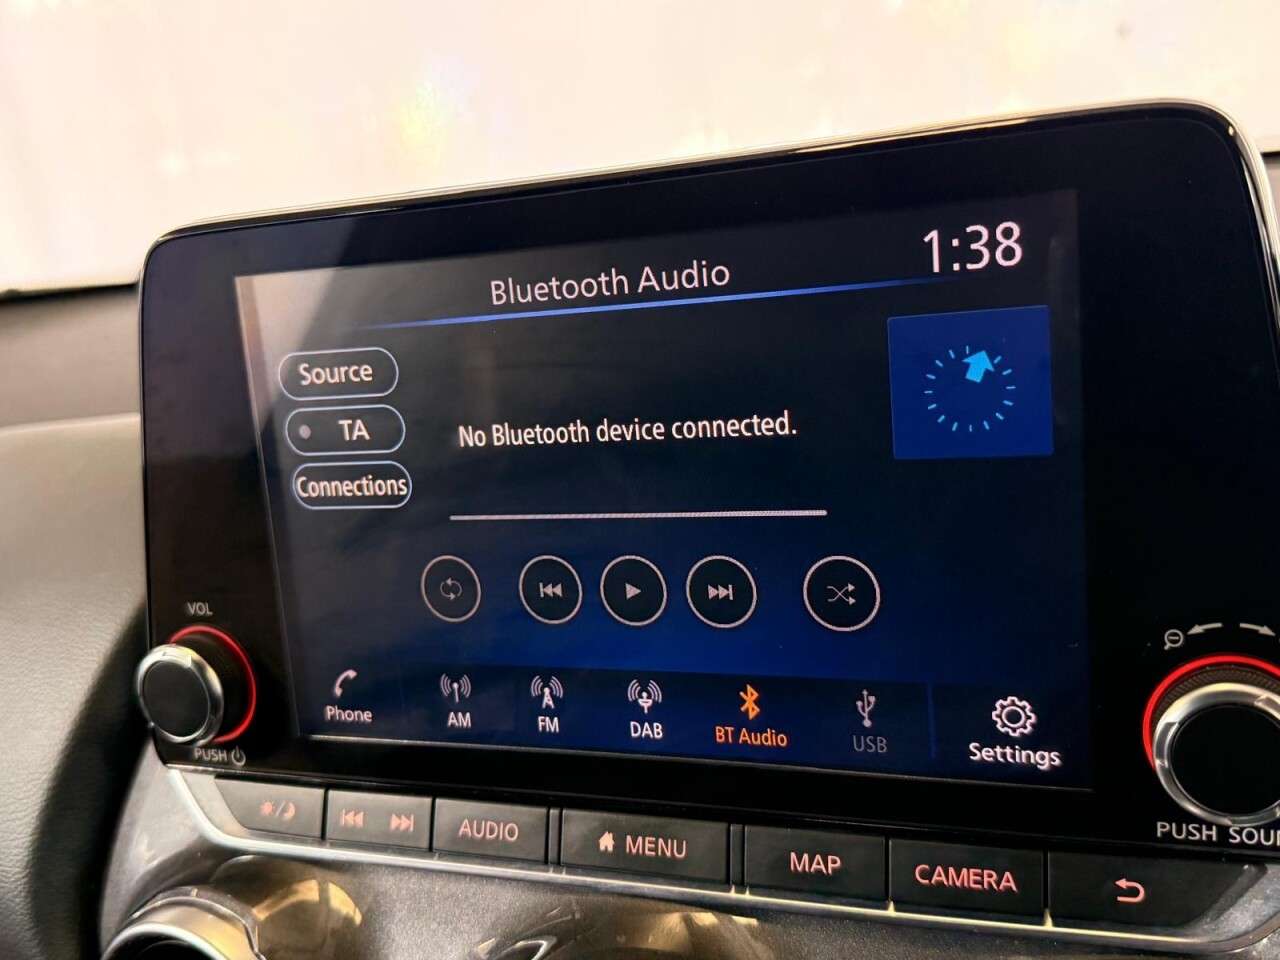 Bluetooth Audio
1:38
Source
TA
Connections
No Bluetooth device connected.
Phone
AM
FM
DAB
BT Audio
USB
Settings
VOL
PUSH
PUSH
AUDIO
MENU
MAP
CAMERA